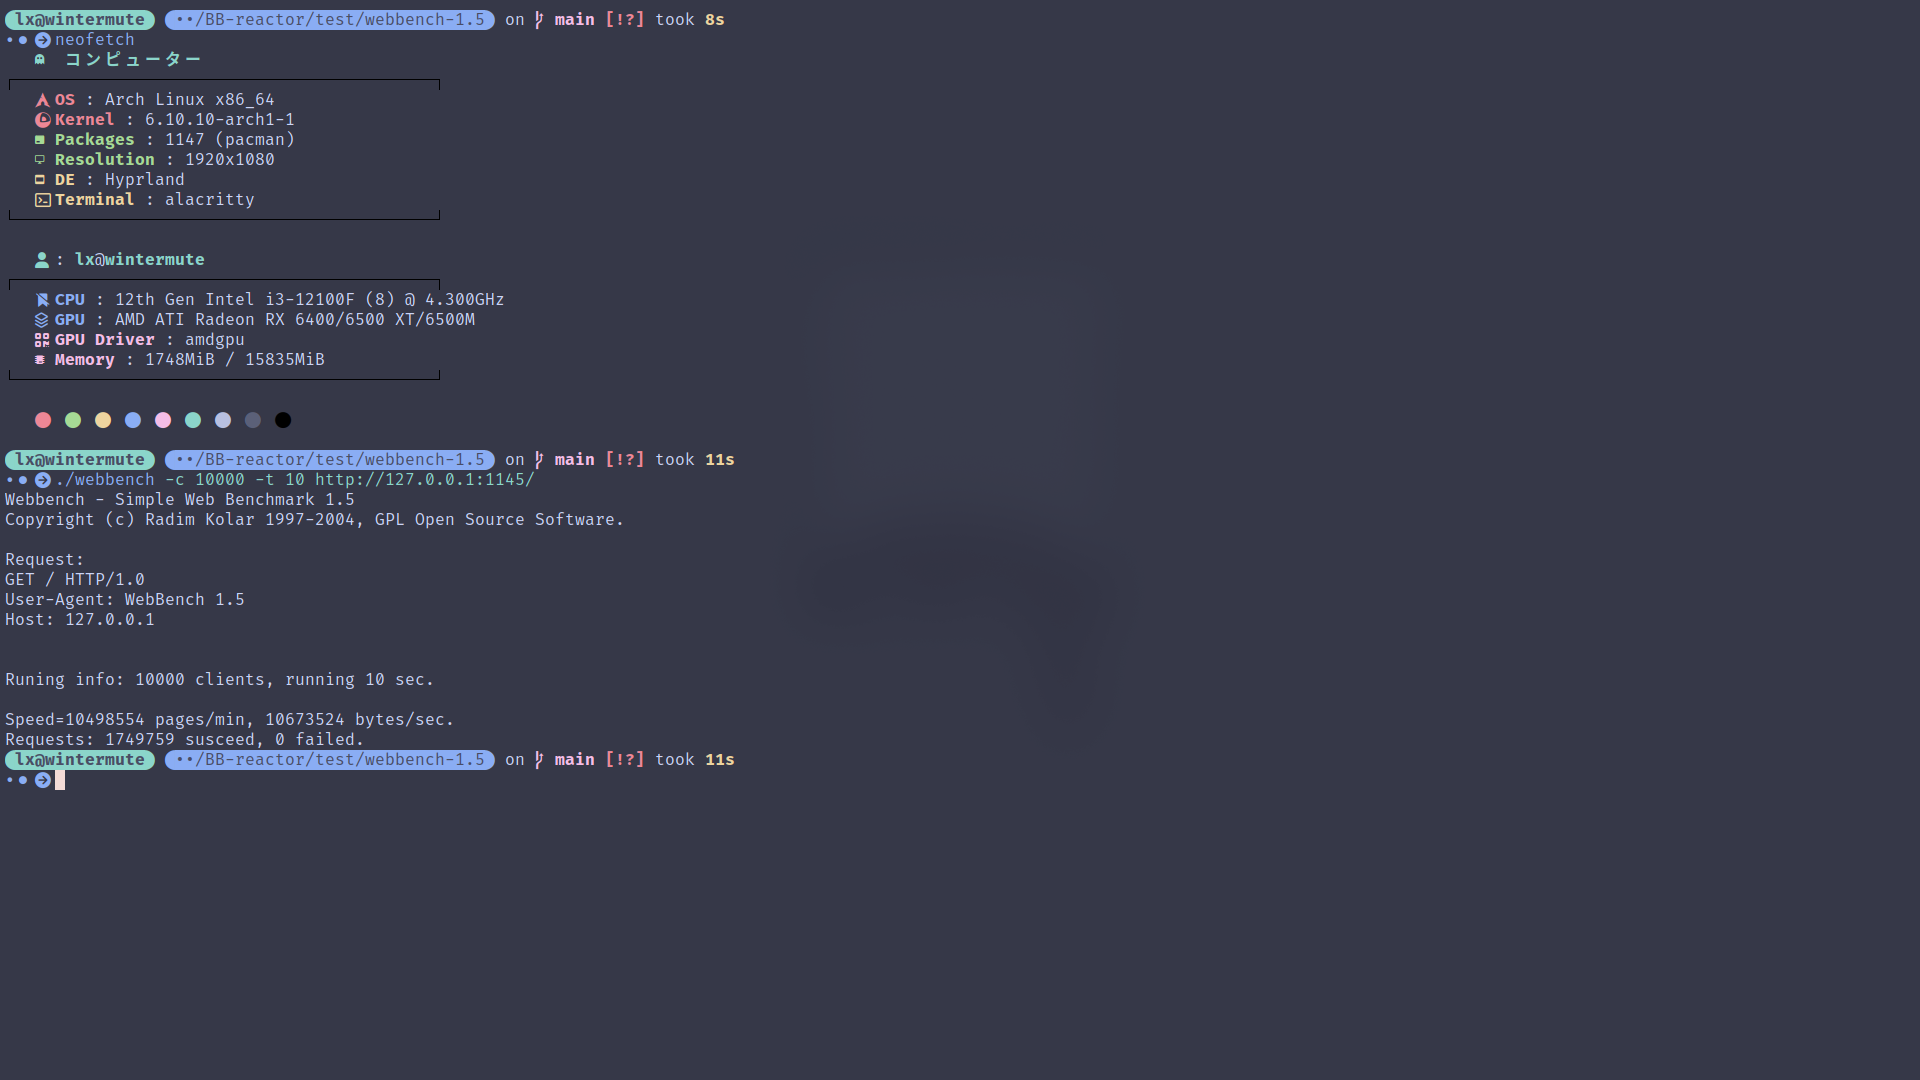 lx@wintermute ••/BB-reactor/test/webbench-1.5 on main [!?] took 8s
neofetch
コンピューター
OS : Arch Linux x86_64
Kernel : 6.10.10-arch1-1
Packages : 1147 (pacman)
Resolution : 1920x1080
DE : Hyprland
Terminal : alacritty
: lx@wintermute
CPU : 12th Gen Intel i3-12100F (8) @ 4.300GHz
GPU : AMD ATI Radeon RX 6400/6500 XT/6500M
GPU Driver : amdgpu
Memory : 1748MiB / 15835MiB
lx@wintermute ••/BB-reactor/test/webbench-1.5 on main [!?] took 11s
./webbench -c 10000 -t 10 http://127.0.0.1:1145/
Webbench - Simple Web Benchmark 1.5
Copyright (c) Radim Kolar 1997-2004, GPL Open Source Software.
Request:
GET / HTTP/1.0
User-Agent: WebBench 1.5
Host: 127.0.0.1
Runing info: 10000 clients, running 10 sec.
Speed=10498554 pages/min, 10673524 bytes/sec.
Requests: 1749759 susceed, 0 failed.
lx@wintermute ••/BB-reactor/test/webbench-1.5 on main [!?] took 11s